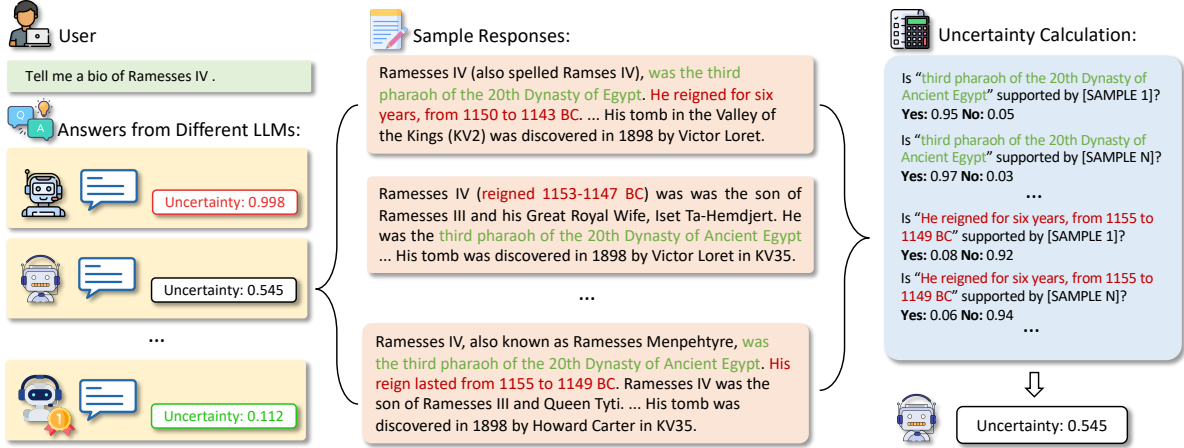 User
Tell me a bio of Ramesses IV .
Q
A
Answers from Different LLMs:
Uncertainty: 0.998
Uncertainty: 0.545
...
1
Uncertainty: 0.112
Sample Responses:
Ramesses IV (also spelled Ramses IV), was the third
pharaoh of the 20th Dynasty of Egypt. He reigned for six
years, from 1150 to 1143 BC. ... His tomb in the Valley of
the Kings (KV2) was discovered in 1898 by Victor Loret.
Ramesses IV (reigned 1153-1147 BC) was was the son of
Ramesses III and his Great Royal Wife, Iset Ta-Hemdjert. He
was the third pharaoh of the 20th Dynasty of Ancient Egypt
... His tomb was discovered in 1898 by Victor Loret in KV35.
...
Ramesses IV, also known as Ramesses Menpehtyre, was
the third pharaoh of the 20th Dynasty of Ancient Egypt. His
reign lasted from 1155 to 1149 BC. Ramesses IV was the
son of Ramesses III and Queen Tyti. ... His tomb was
discovered in 1898 by Howard Carter in KV35.
Uncertainty Calculation:
Is “third pharaoh of the 20th Dynasty of
Ancient Egypt” supported by [SAMPLE 1]?
Yes: 0.95 No: 0.05
Is “third pharaoh of the 20th Dynasty of
Ancient Egypt” supported by [SAMPLE N]?
Yes: 0.97 No: 0.03
...
Is “He reigned for six years, from 1155 to
1149 BC” supported by [SAMPLE 1]?
Yes: 0.08 No: 0.92
Is “He reigned for six years, from 1155 to
1149 BC” supported by [SAMPLE N]?
Yes: 0.06 No: 0.94
...
Uncertainty: 0.545